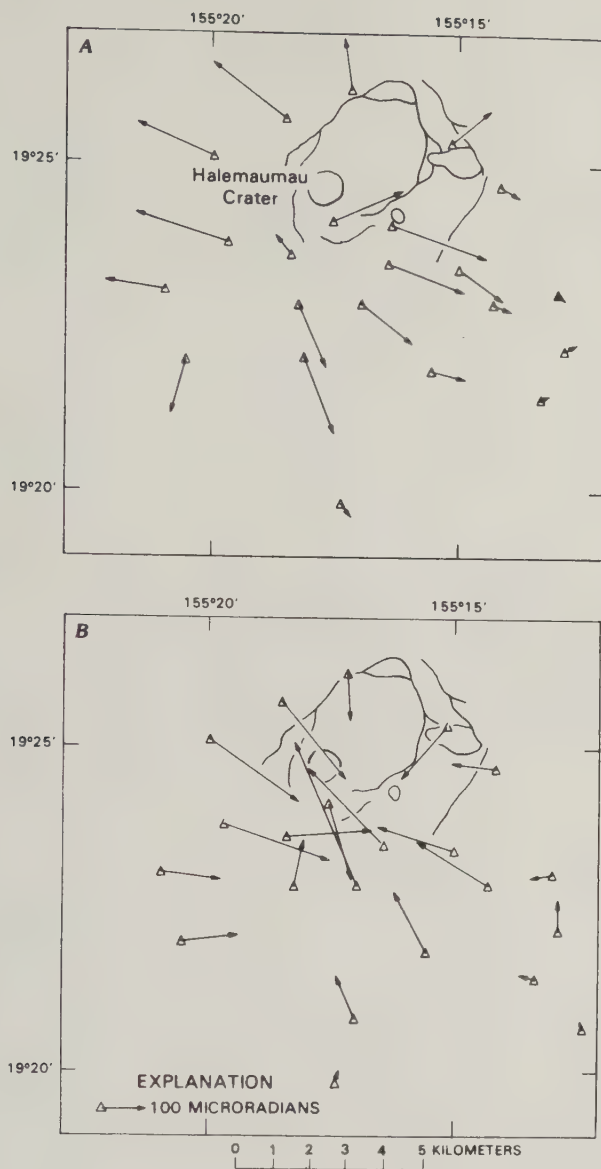 155°20′ 155°15′
A
19°25′
Halemaumau
Crater
19°20′
155°20′ 155°15′
B
19°25′
19°20′
EXPLANATION
100 MICRORADIANS
0 1 2 3 4 5 KILOMETERS